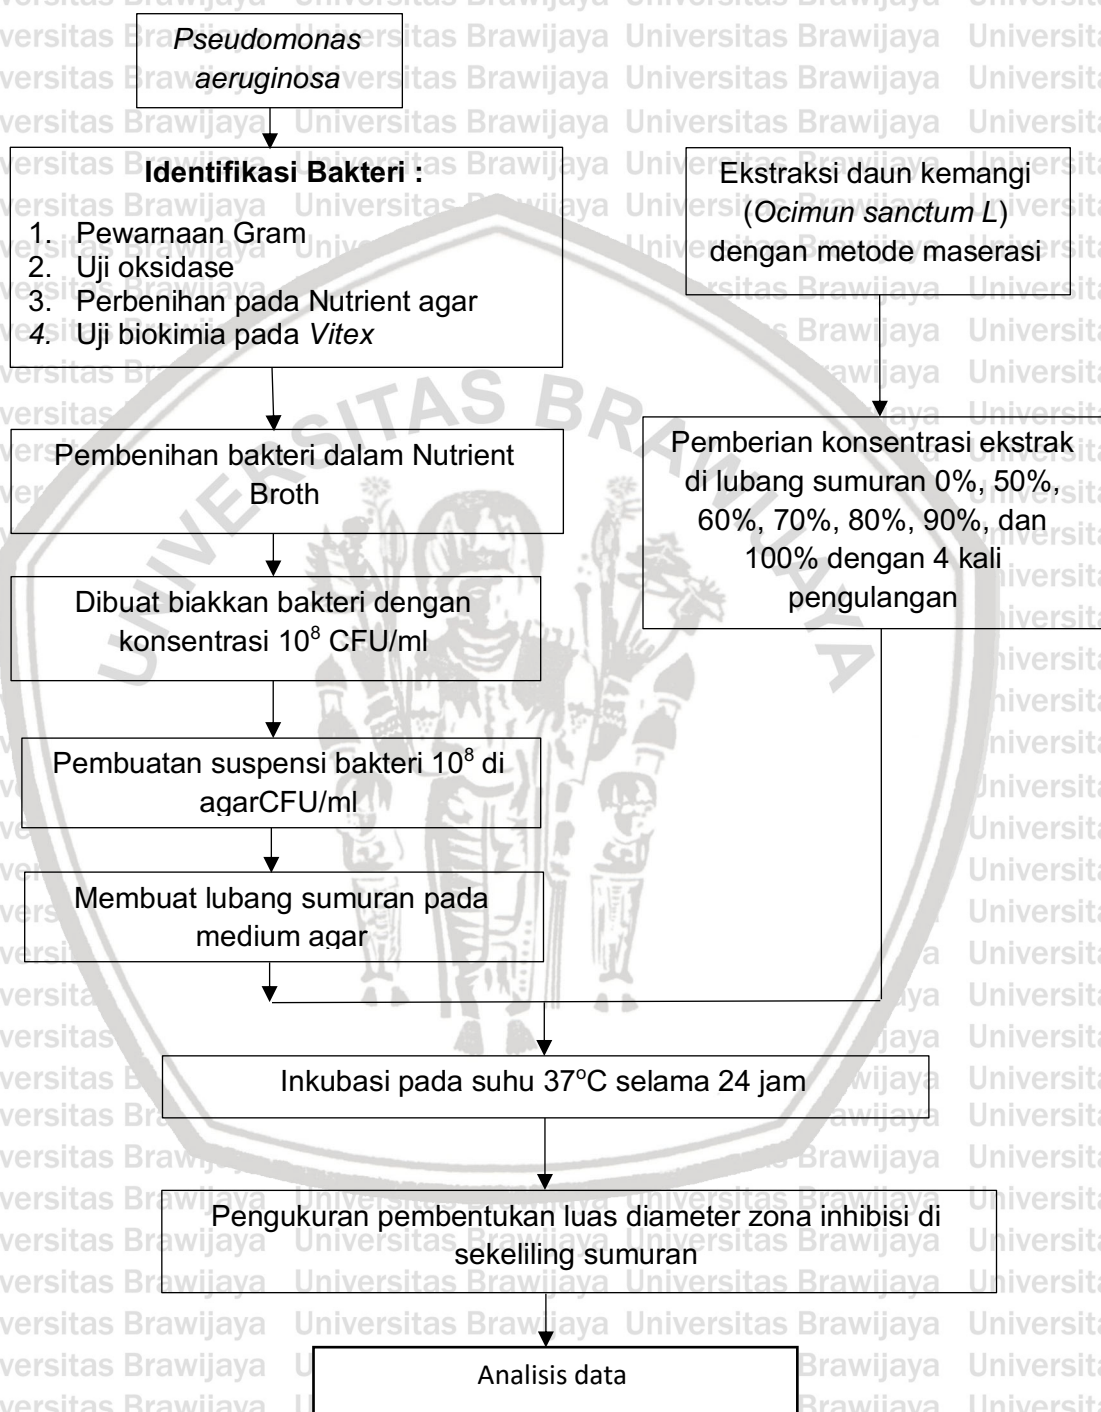 Pseudomonas
aeruginosa
Identifikasi Bakteri :
1. Pewarnaan Gram
2. Uji oksidase
3. Perbenihan pada Nutrient agar
4. Uji biokimia pada Vitex
Pembenihan bakteri dalam Nutrient
Broth
Dibuat biakkan bakteri dengan
konsentrasi 10⁸ CFU/ml
Pembuatan suspensi bakteri 10⁸ di
agarCFU/ml
Membuat lubang sumuran pada
medium agar
Ekstraksi daun kemangi
(Ocimun sanctum L)
dengan metode maserasi
Pemberian konsentrasi ekstrak
di lubang sumuran 0%, 50%,
60%, 70%, 80%, 90%, dan
100% dengan 4 kali
pengulangan
Inkubasi pada suhu 37°C selama 24 jam
Pengukuran pembentukan luas diameter zona inhibisi di
sekeliling sumuran
Analisis data
UNIVERSITAS BRAWIJAYA